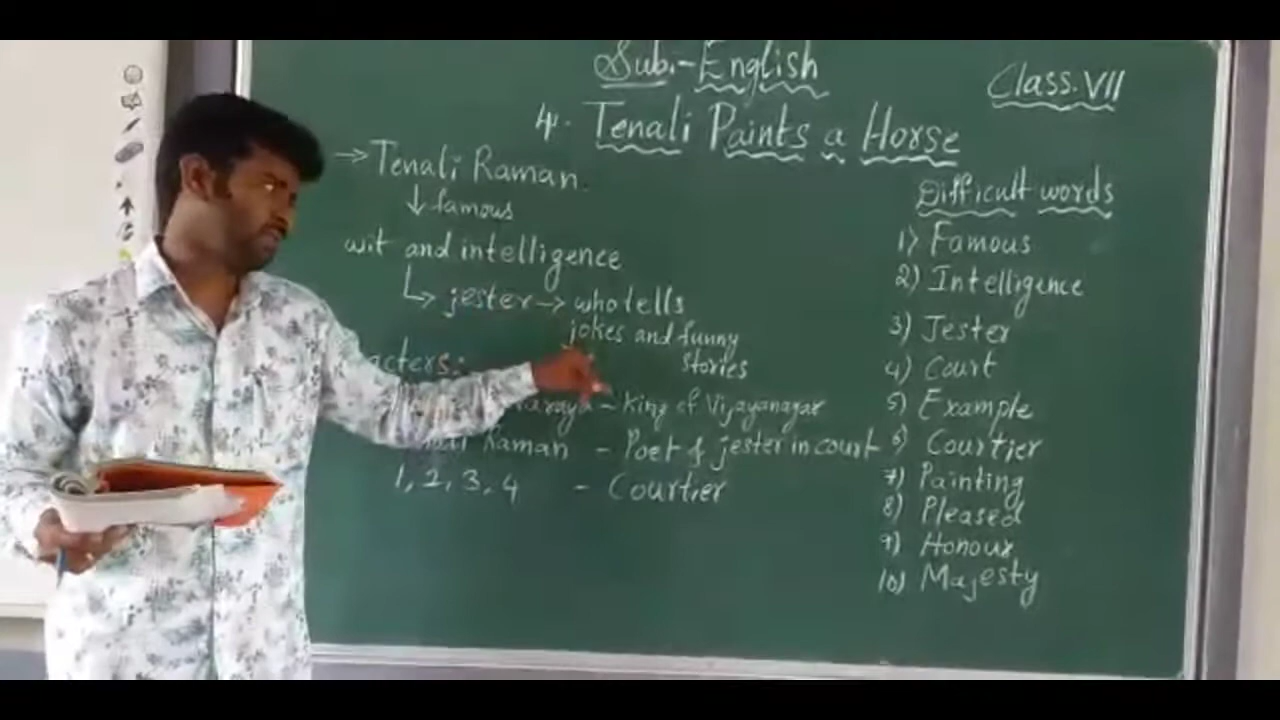 Sub.-English
Class.VII
4. Tenali Paints a Horse
→Tenali Raman.
↓famous
wit and intelligence
↳ jester→ who tells
jokes and funny
stories
acters:
araya - King of Vijayanagar
Raman - Poet & jester in court
1, 2, 3, 4 - Courtier
Difficult words
1) Famous
2) Intelligence
3) Jester
4) Court
5) Example
6) Courtier
7) Painting
8) Pleased
9) Honour
10) Majesty